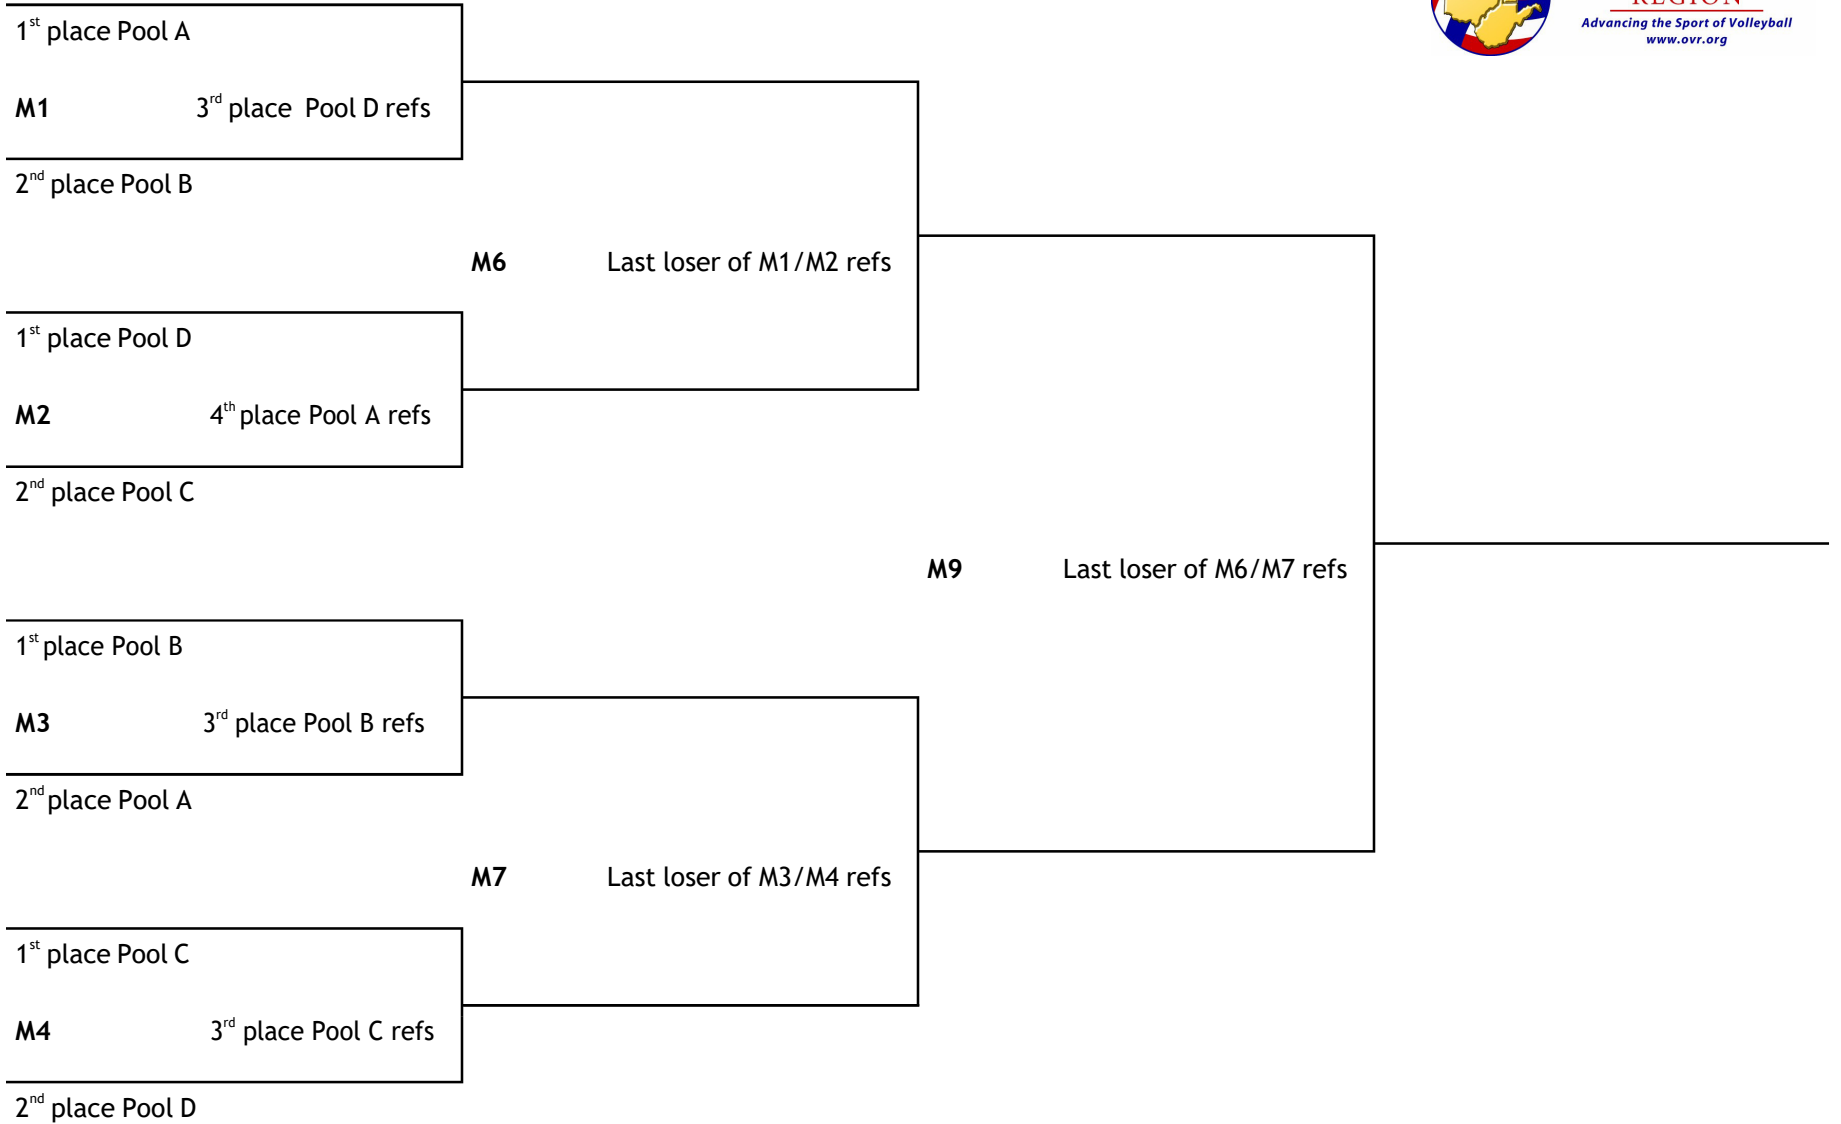 REGION
Advancing the Sport of Volleyball
www.ovr.org
1st place Pool A
M1 3rd place Pool D refs
2nd place Pool B
M6 Last loser of M1/M2 refs
1st place Pool D
M2 4th place Pool A refs
2nd place Pool C
M9 Last loser of M6/M7 refs
1st place Pool B
M3 3rd place Pool B refs
2nd place Pool A
M7 Last loser of M3/M4 refs
1st place Pool C
M4 3rd place Pool C refs
2nd place Pool D